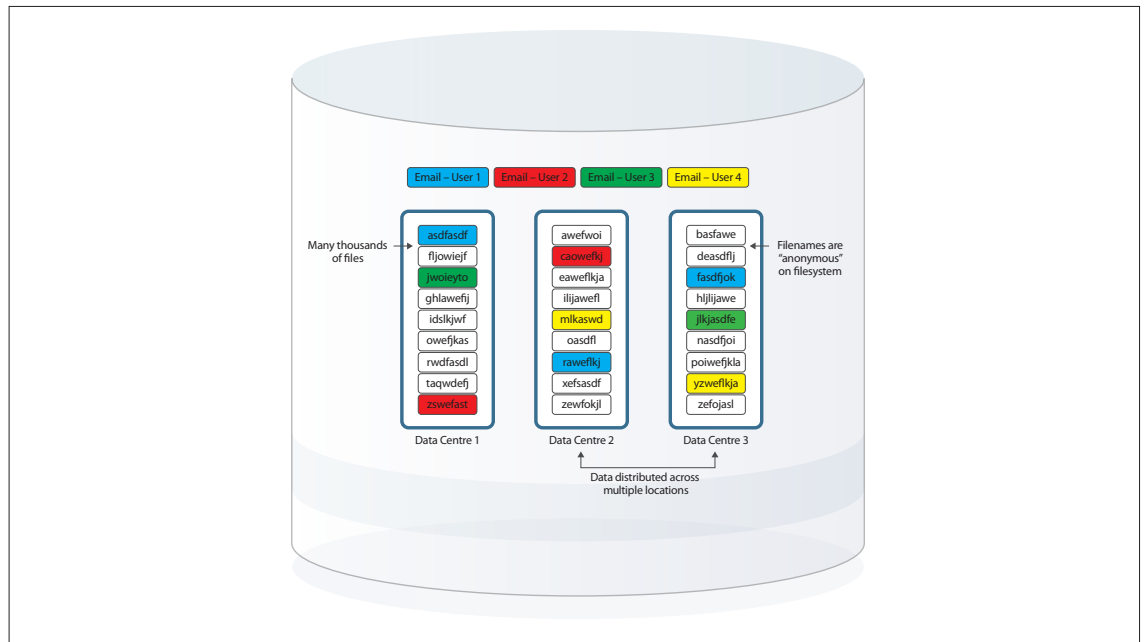 Email – User 1
Email – User 2
Email – User 3
Email – User 4
Many thousands
of files
asdfasdf
fljowiejf
jwoieyto
ghlawefij
idslkjwf
owefjkas
rwdfasdl
taqwdefj
zswefast
Data Centre 1
awefwoi
caowefkj
eaweflkja
ilijawefl
mlkaswd
oasdfl
raweflkj
xefsasdf
zewfokjl
Data Centre 2
basfawe
deasdflj
fasdfjok
hljlijawe
jlkjasdfe
nasdfjoi
poiwefjkla
yzweflkja
zefojasl
Data Centre 3
Filenames are
“anonymous”
on filesystem
Data distributed across
multiple locations